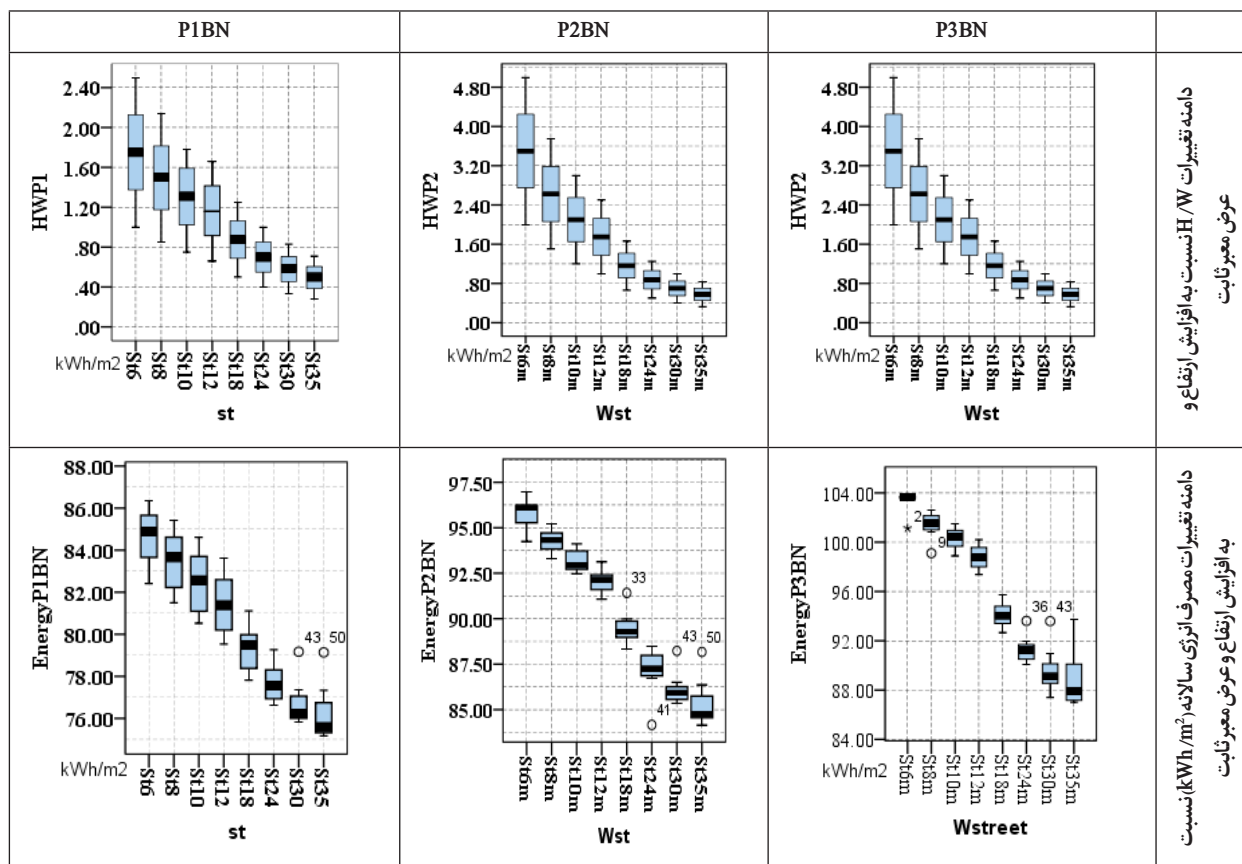 P1BN
P2BN
P3BN
HWP1
2.40
2.00
1.60
1.20
.80
.40
.00
kWh/m2
St6
St8
St10
St12
St18
St24
St30
St35
st
HWP2
4.80
4.00
3.20
2.40
1.60
.80
.00
kWh/m2
St6m
St8m
St10m
St12m
St18m
St24m
St30m
St35m
Wst
HWP2
4.80
4.00
3.20
2.40
1.60
.80
.00
kWh/m2
St6m
St8m
St10m
St12m
St18m
St24m
St30m
St35m
Wst
دامنه تغییرات H/W نسبت به افزایش ارتفاع و
عرض معبر ثابت
EnergyP1BN
88.00
86.00
84.00
82.00
80.00
78.00
76.00
43
50
kWh/m2
St6
St8
St10
St12
St18
St24
St30
St35
st
EnergyP2BN
97.50
95.00
92.50
90.00
87.50
85.00
33
43
50
41
kWh/m2
St6m
St8m
St10m
St12m
St18m
St24m
St30m
St35m
Wst
EnergyP3BN
104.00
100.00
96.00
92.00
88.00
84.00
2
9
36
43
kWh/m2
St6m
St8m
St10m
St12m
St18m
St24m
St30m
St35m
Wstreet
دامنه تغییرات مصرف انرژی سالانه (kWh/m²) نسبت
به افزایش ارتفاع و عرض معبر ثابت